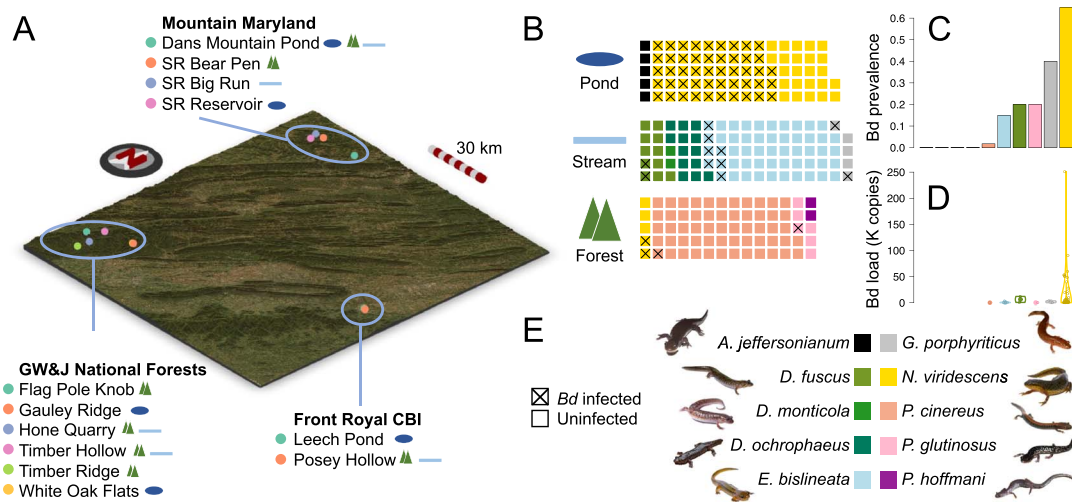 A
Mountain Maryland
Dans Mountain Pond
SR Bear Pen
SR Big Run
SR Reservoir
30 km
N
GW&J National Forests
Flag Pole Knob
Gauley Ridge
Hone Quarry
Timber Hollow
Timber Ridge
White Oak Flats
Front Royal CBI
Leech Pond
Posey Hollow
B
Pond
Stream
Forest
C
Bd prevalence
0.6
0.5
0.4
0.3
0.2
0.1
0.0
D
Bd load (K copies)
250
200
150
100
50
0
E
Bd infected
Uninfected
A. jeffersonianum
G. porphyriticus
D. fuscus
N. viridescens
D. monticola
P. cinereus
D. ochrophaeus
P. glutinosus
E. bislineata
P. hoffmani